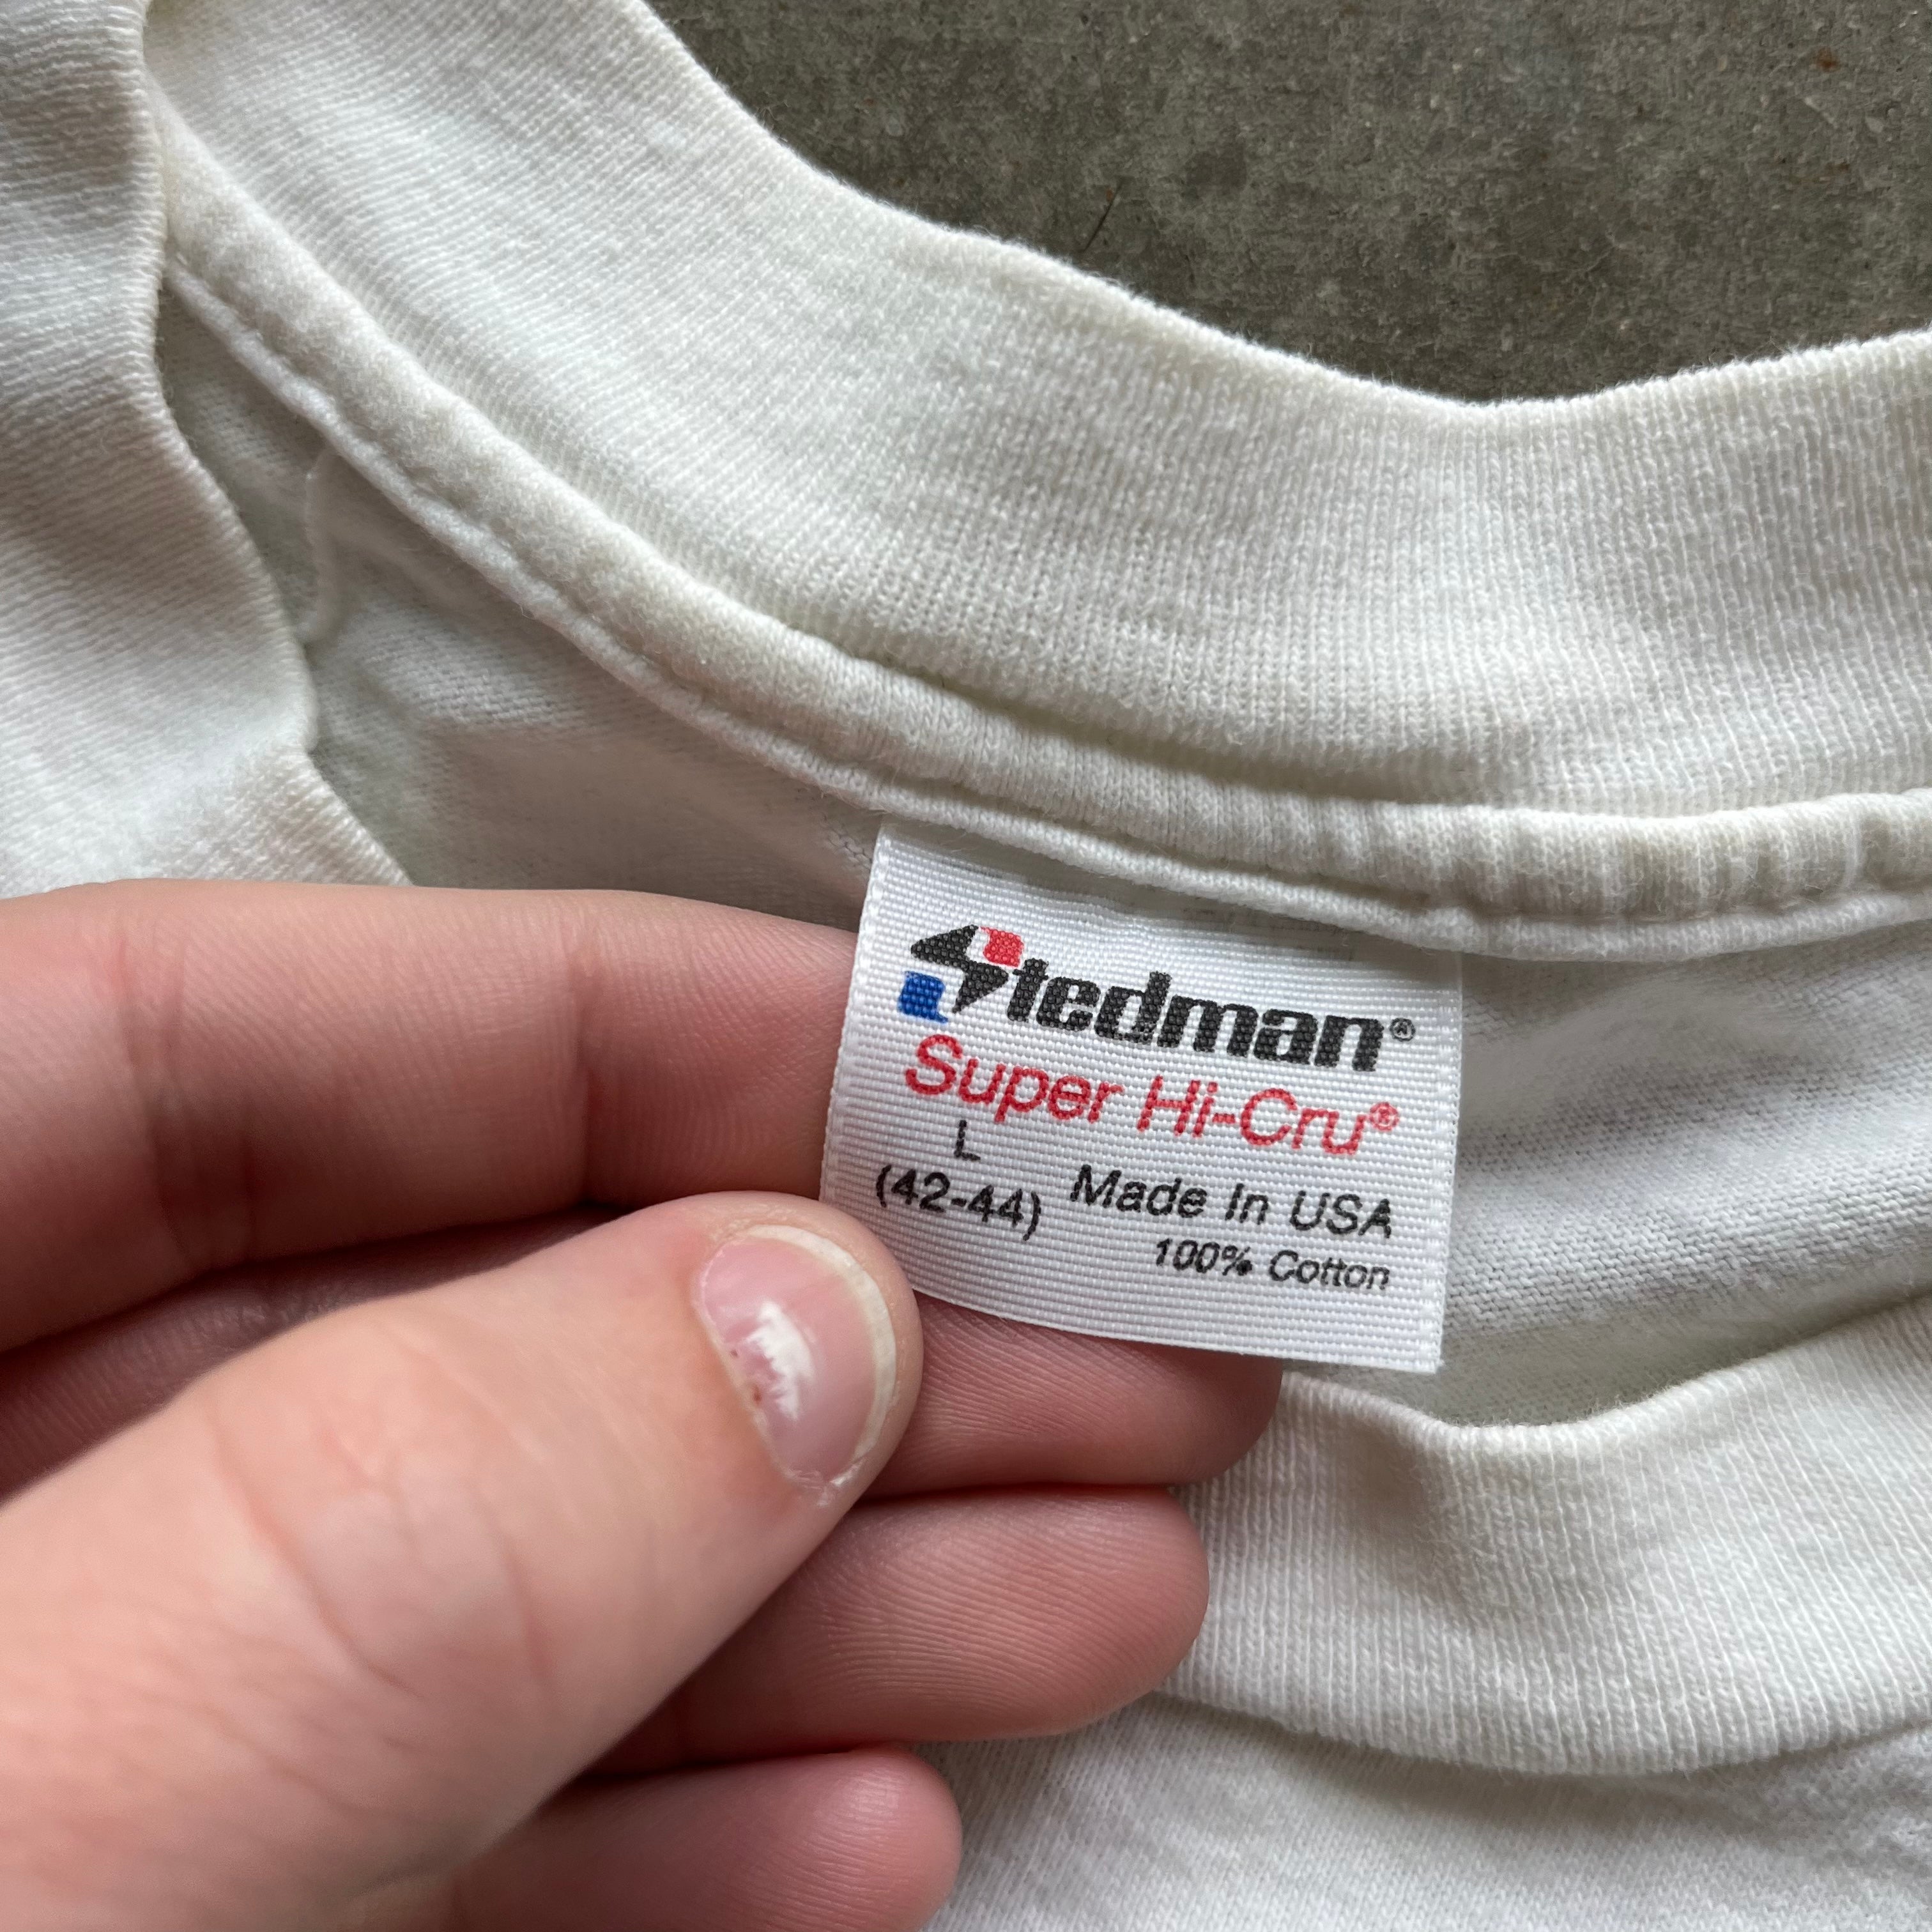 Stedman®
Super Hi-Cru®
L
(42-44)
Made In USA
100% Cotton